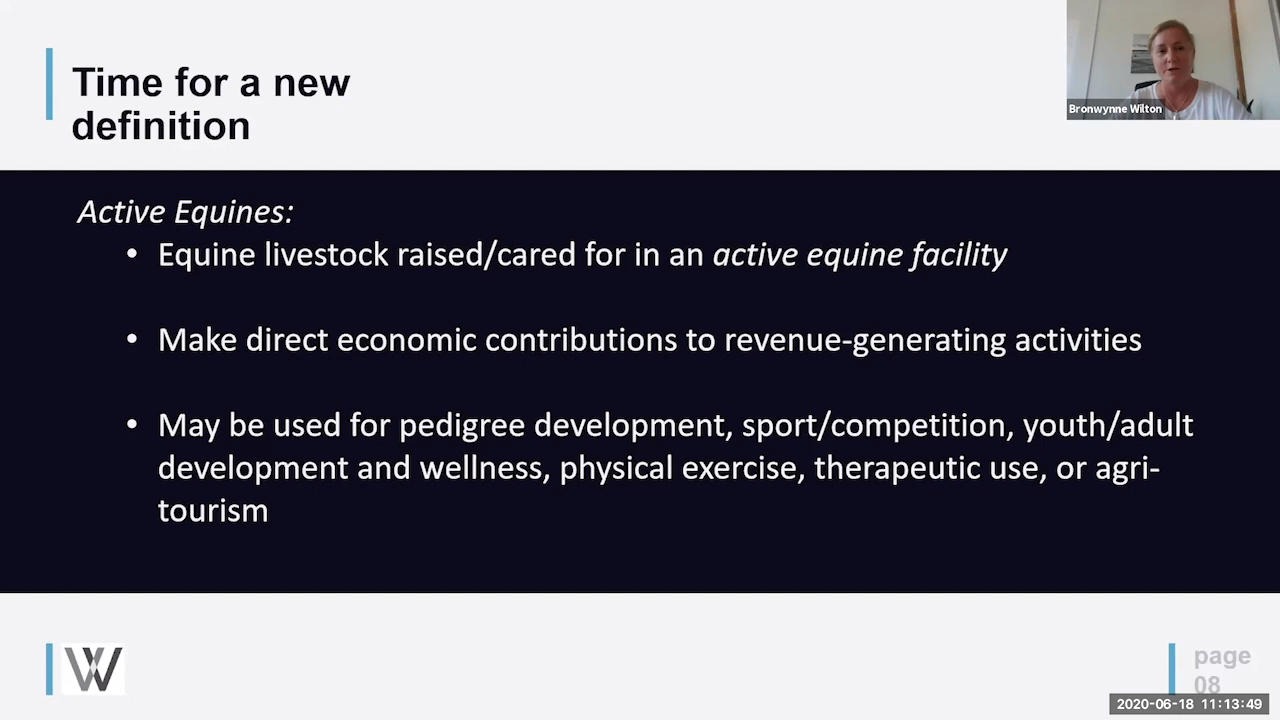 Time for a new
definition
Bronwynne Wilton
Active Equines:
• Equine livestock raised/cared for in an active equine facility
• Make direct economic contributions to revenue-generating activities
• May be used for pedigree development, sport/competition, youth/adult
development and wellness, physical exercise, therapeutic use, or agri-
tourism
W
page
08
2020-06-18 11:13:49